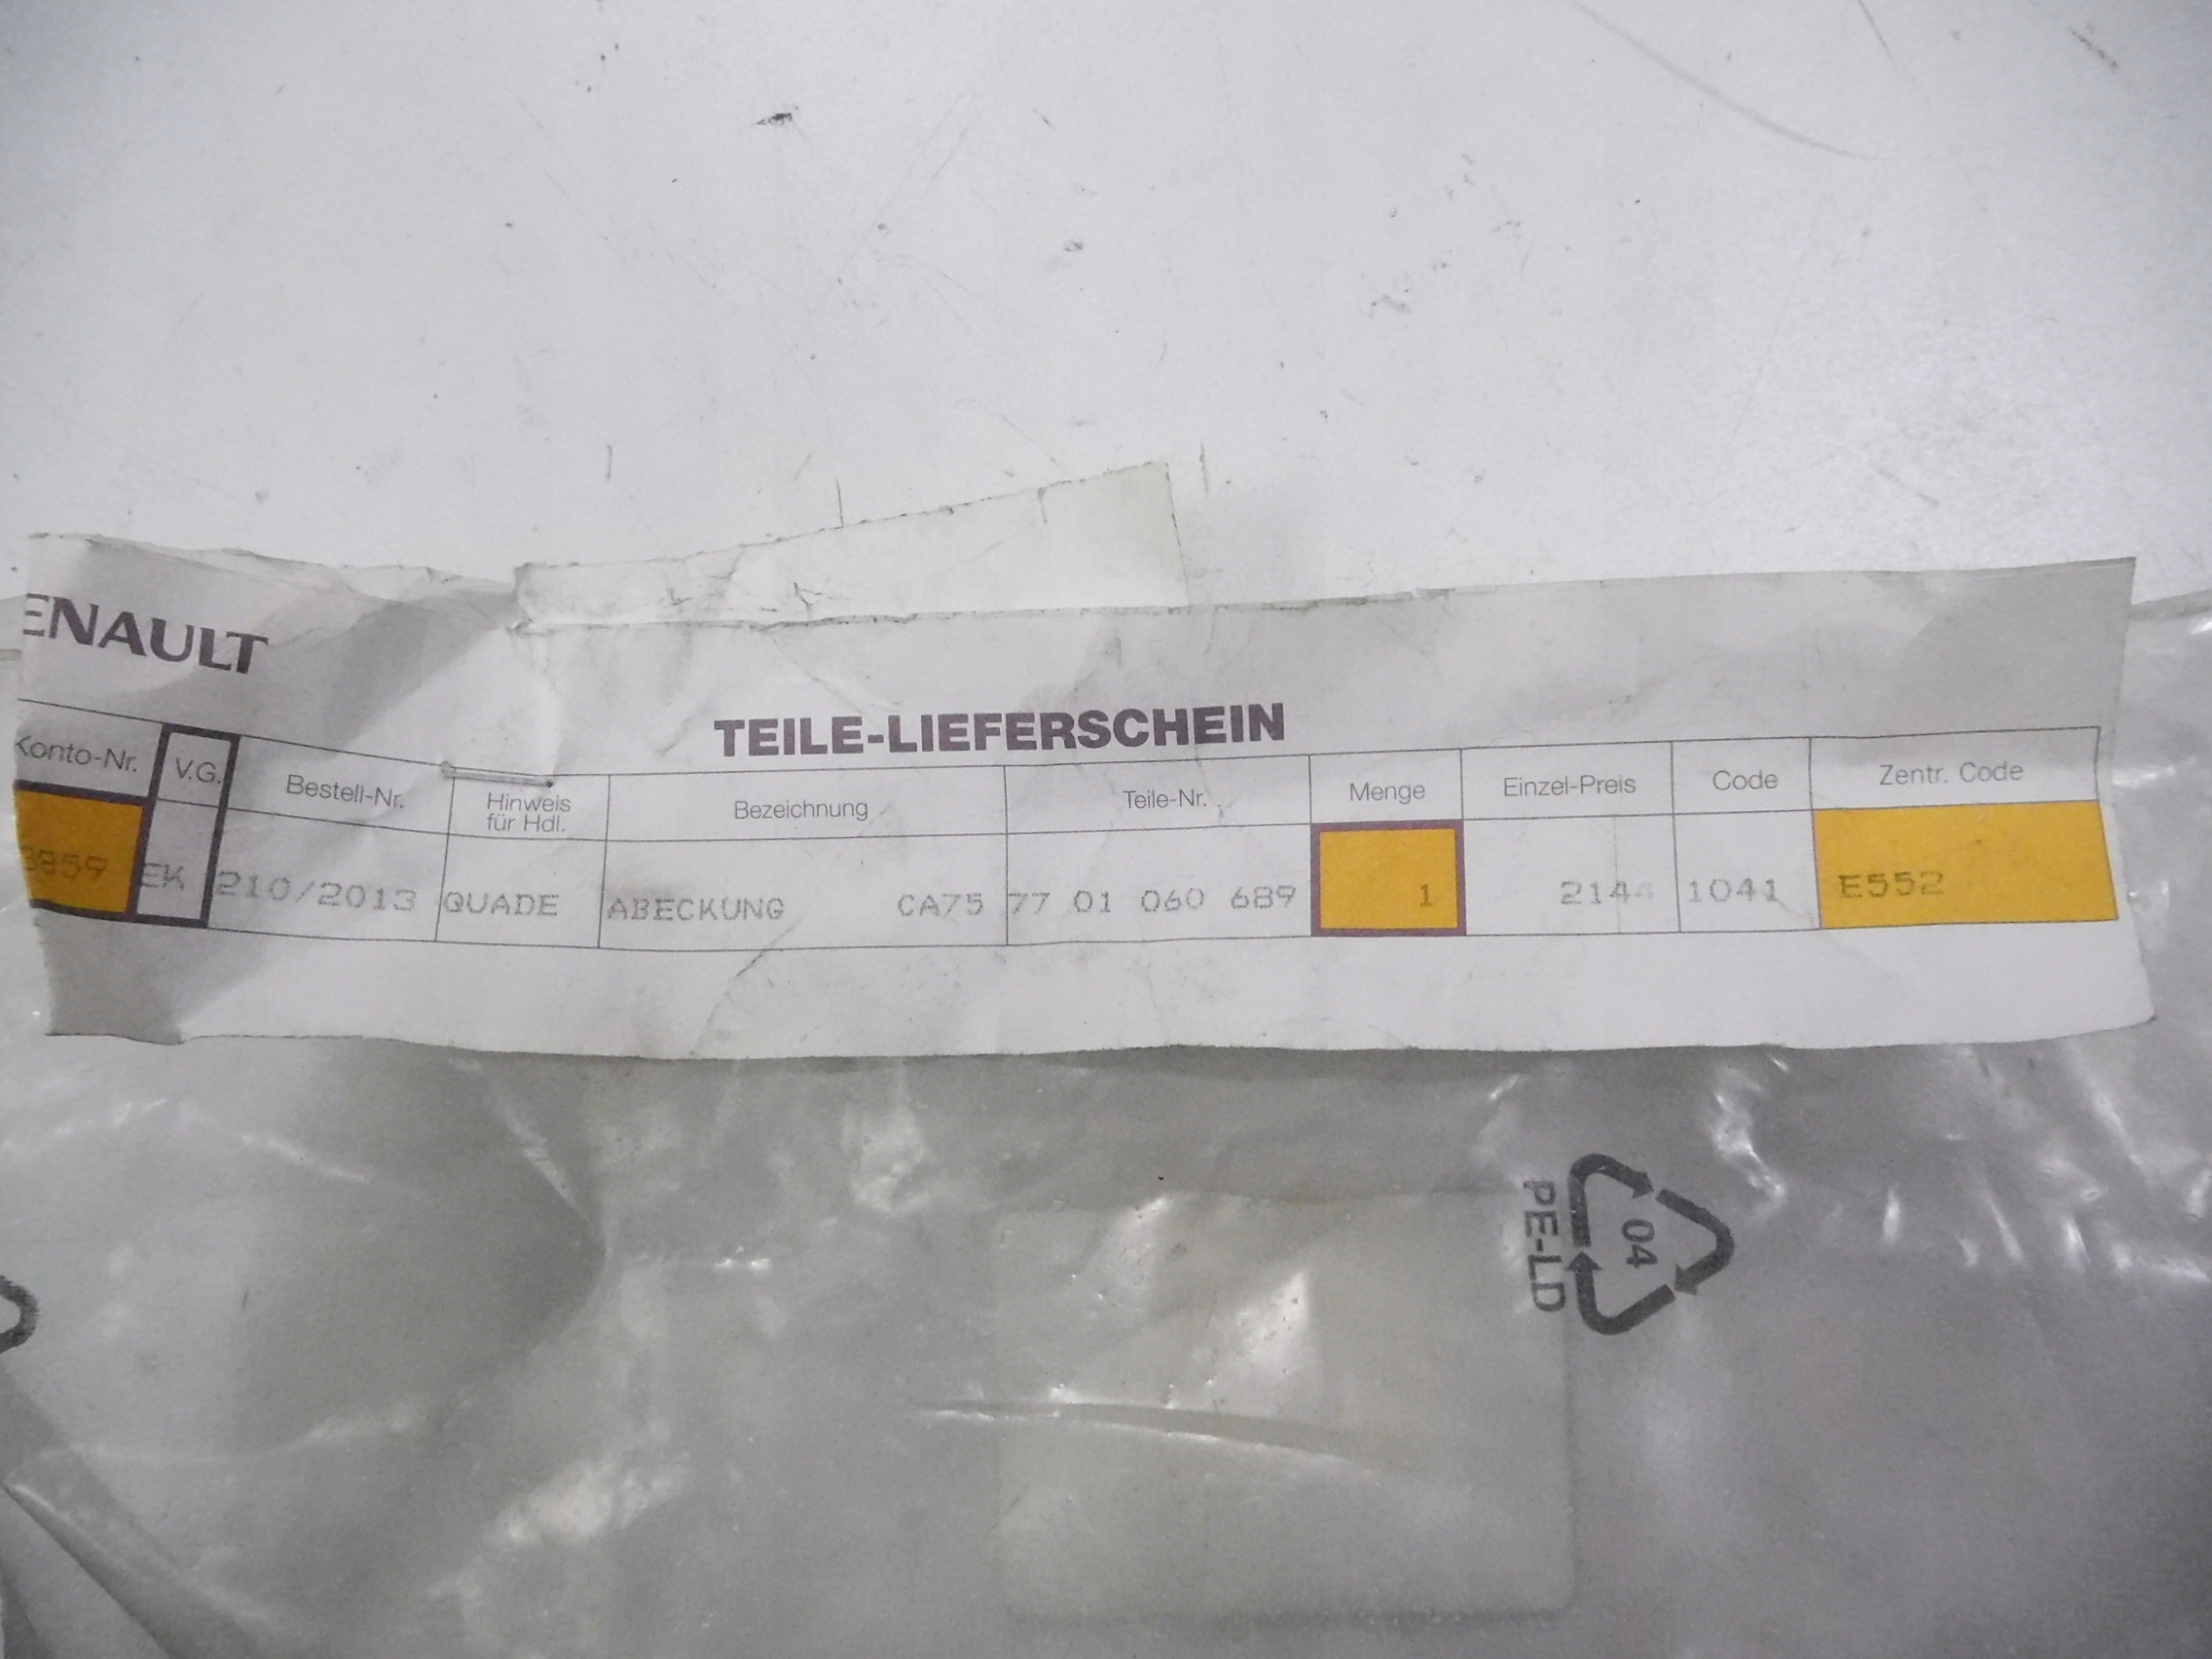 ENAULT
TEILE-LIEFERSCHEIN
Konto-Nr. V.G. Bestell-Nr. Hinweis für Hdl. Bezeichnung Teile-Nr. Menge Einzel-Preis Code Zentr. Code
3859 EK 210/2013 QUADE ABECKUNG CA75 77 01 060 689 1 2144 1041 E552
04
PE-LD